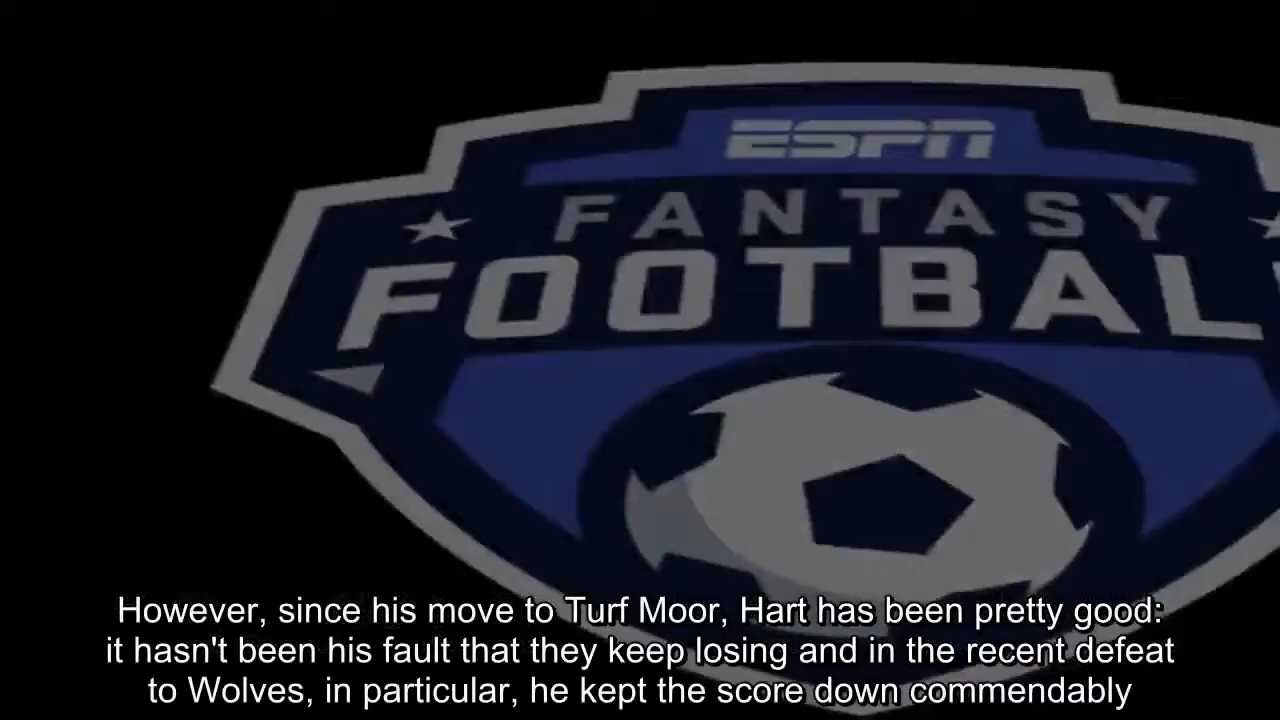 ESPN
FANTASY
FOOTBAL
However, since his move to Turf Moor, Hart has been pretty good:
it hasn't been his fault that they keep losing and in the recent defeat
to Wolves, in particular, he kept the score down commendably